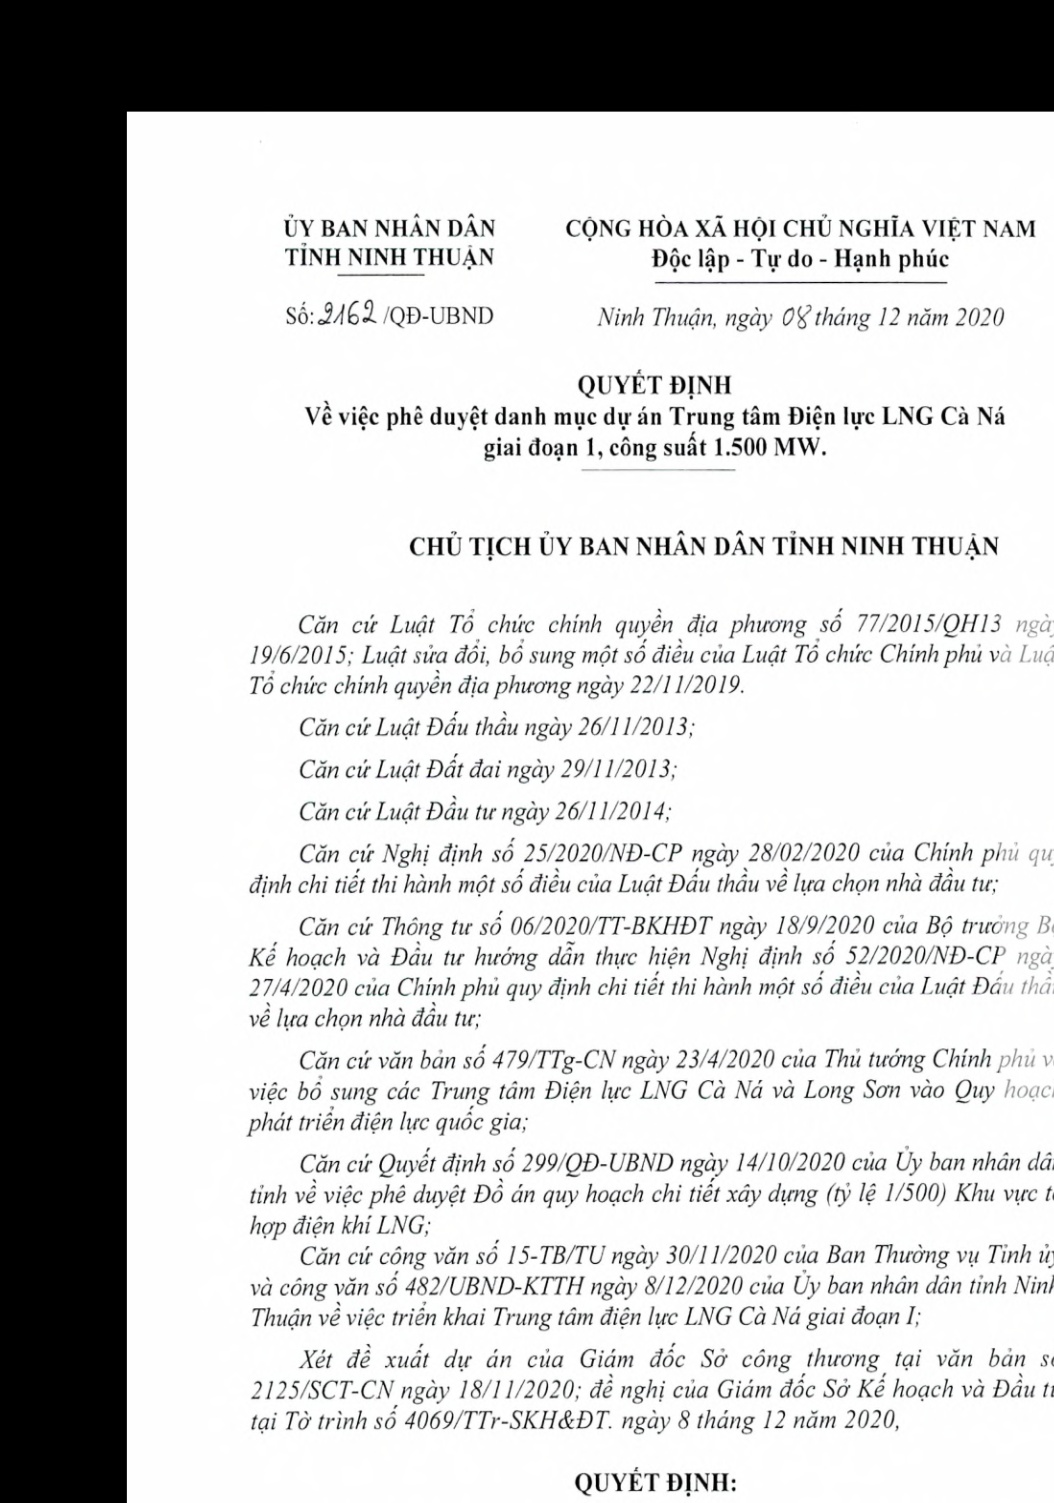 ỦY BAN NHÂN DÂN
TỈNH NINH THUẬN
CỘNG HÒA XÃ HỘI CHỦ NGHĨA VIỆT NAM
Độc lập - Tự do - Hạnh phúc
Số: 2162 /QĐ-UBND
Ninh Thuận, ngày 08 tháng 12 năm 2020
QUYẾT ĐỊNH
Về việc phê duyệt danh mục dự án Trung tâm Điện lực LNG Cà Ná
giai đoạn 1, công suất 1.500 MW.
CHỦ TỊCH ỦY BAN NHÂN DÂN TỈNH NINH THUẬN
Căn cứ Luật Tổ chức chính quyền địa phương số 77/2015/QH13 ngày
19/6/2015; Luật sửa đổi, bổ sung một số điều của Luật Tổ chức Chính phủ và Luật
Tổ chức chính quyền địa phương ngày 22/11/2019.
Căn cứ Luật Đấu thầu ngày 26/11/2013;
Căn cứ Luật Đất đai ngày 29/11/2013;
Căn cứ Luật Đầu tư ngày 26/11/2014;
Căn cứ Nghị định số 25/2020/NĐ-CP ngày 28/02/2020 của Chính phủ quy
định chi tiết thi hành một số điều của Luật Đấu thầu về lựa chọn nhà đầu tư;
Căn cứ Thông tư số 06/2020/TT-BKHĐT ngày 18/9/2020 của Bộ trưởng Bộ
Kế hoạch và Đầu tư hướng dẫn thực hiện Nghị định số 52/2020/NĐ-CP ngày
27/4/2020 của Chính phủ quy định chi tiết thi hành một số điều của Luật Đấu thầu
về lựa chọn nhà đầu tư;
Căn cứ văn bản số 479/TTg-CN ngày 23/4/2020 của Thủ tướng Chính phủ về
việc bổ sung các Trung tâm Điện lực LNG Cà Ná và Long Sơn vào Quy hoạch
phát triển điện lực quốc gia;
Căn cứ Quyết định số 299/QĐ-UBND ngày 14/10/2020 của Ủy ban nhân dân
tỉnh về việc phê duyệt Đồ án quy hoạch chi tiết xây dựng (tỷ lệ 1/500) Khu vực tổ
hợp điện khí LNG;
Căn cứ công văn số 15-TB/TU ngày 30/11/2020 của Ban Thường vụ Tỉnh ủy
và công văn số 482/UBND-KTTH ngày 8/12/2020 của Ủy ban nhân dân tỉnh Ninh
Thuận về việc triển khai Trung tâm điện lực LNG Cà Ná giai đoạn I;
Xét đề xuất dự án của Giám đốc Sở công thương tại văn bản số
2125/SCT-CN ngày 18/11/2020; đề nghị của Giám đốc Sở Kế hoạch và Đầu tư
tại Tờ trình số 4069/TTr-SKH&ĐT. ngày 8 tháng 12 năm 2020,
QUYẾT ĐỊNH: